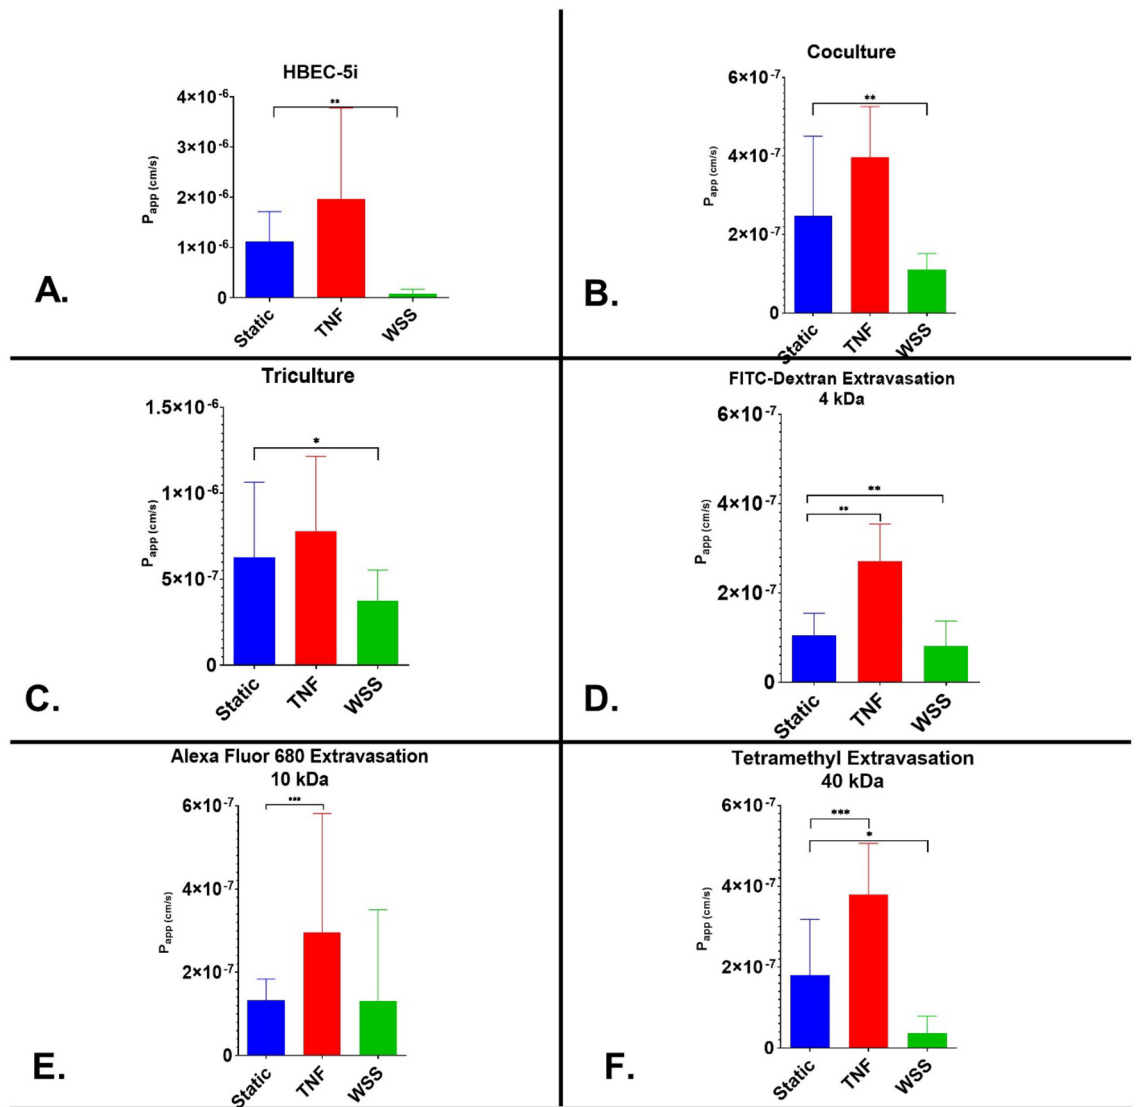 HBEC-5i
**
4×10⁻⁶
3×10⁻⁶
2×10⁻⁶
1×10⁻⁶
0
Papp (cm/s)
Static
TNF
WSS
A.
Coculture
**
6×10⁻⁷
4×10⁻⁷
2×10⁻⁷
0
Papp (cm/s)
Static
TNF
WSS
B.
Triculture
*
1.5×10⁻⁶
1×10⁻⁶
5×10⁻⁷
0
Papp (cm/s)
Static
TNF
WSS
C.
FITC-Dextran Extravasation
4 kDa
**
**
6×10⁻⁷
4×10⁻⁷
2×10⁻⁷
0
Papp (cm/s)
Static
TNF
WSS
D.
Alexa Fluor 680 Extravasation
10 kDa
***
6×10⁻⁷
4×10⁻⁷
2×10⁻⁷
0
Papp (cm/s)
Static
TNF
WSS
E.
Tetramethyl Extravasation
40 kDa
***
*
6×10⁻⁷
4×10⁻⁷
2×10⁻⁷
0
Papp (cm/s)
Static
TNF
WSS
F.